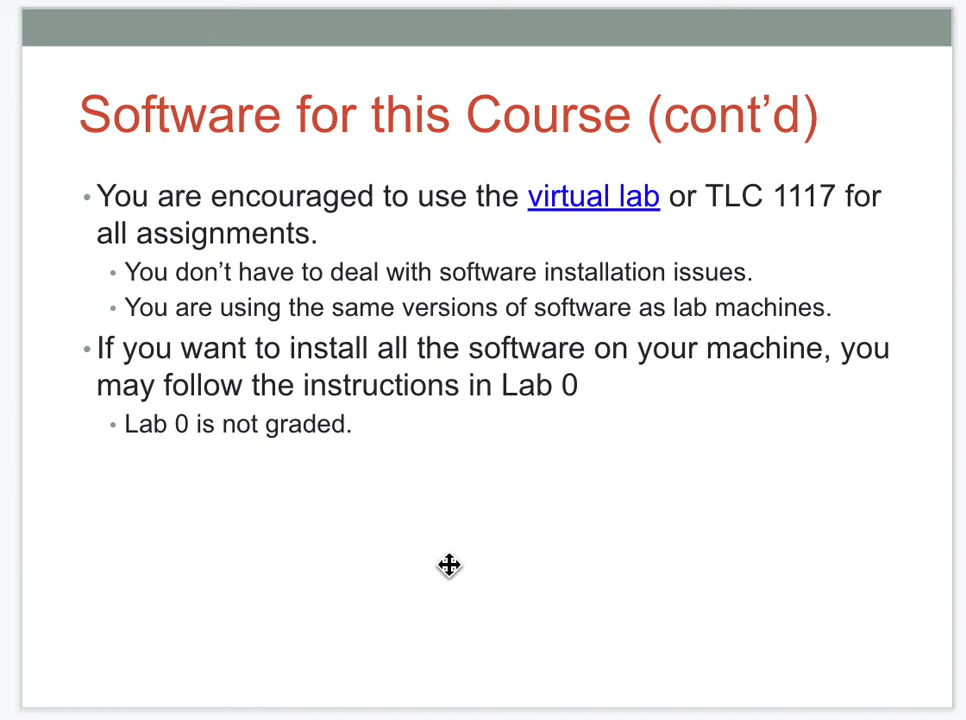 Software for this Course (cont’d)
• You are encouraged to use the virtual lab or TLC 1117 for
all assignments.
• You don’t have to deal with software installation issues.
• You are using the same versions of software as lab machines.
• If you want to install all the software on your machine, you
may follow the instructions in Lab 0
• Lab 0 is not graded.